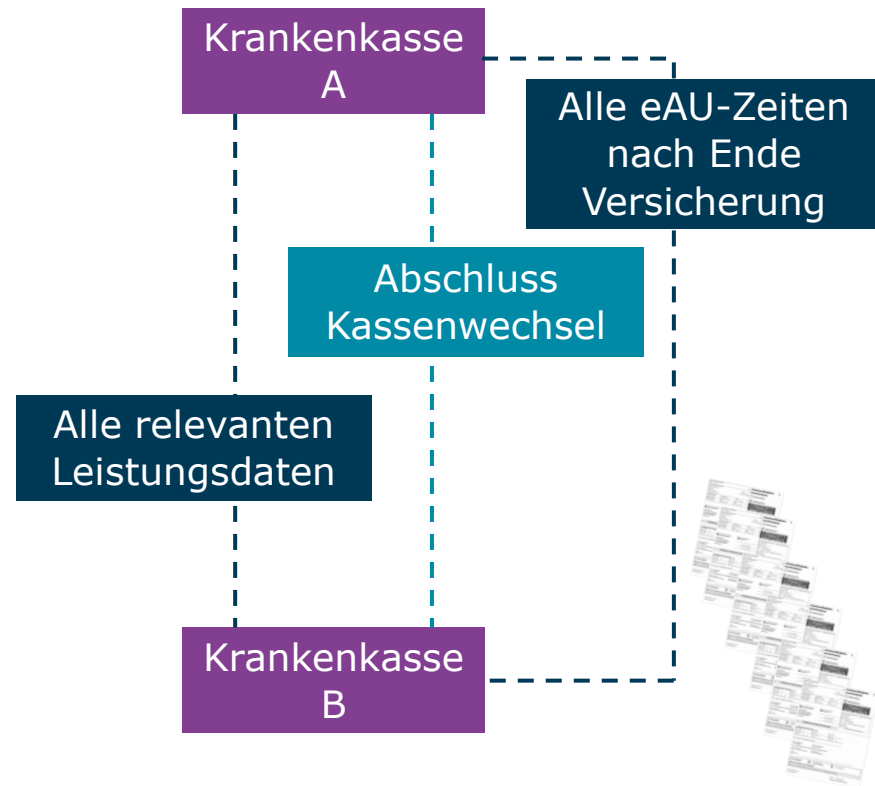 Krankenkasse
A
Alle eAU-Zeiten
nach Ende
Versicherung
Abschluss
Kassenwechsel
Alle relevanten
Leistungsdaten
Krankenkasse
B